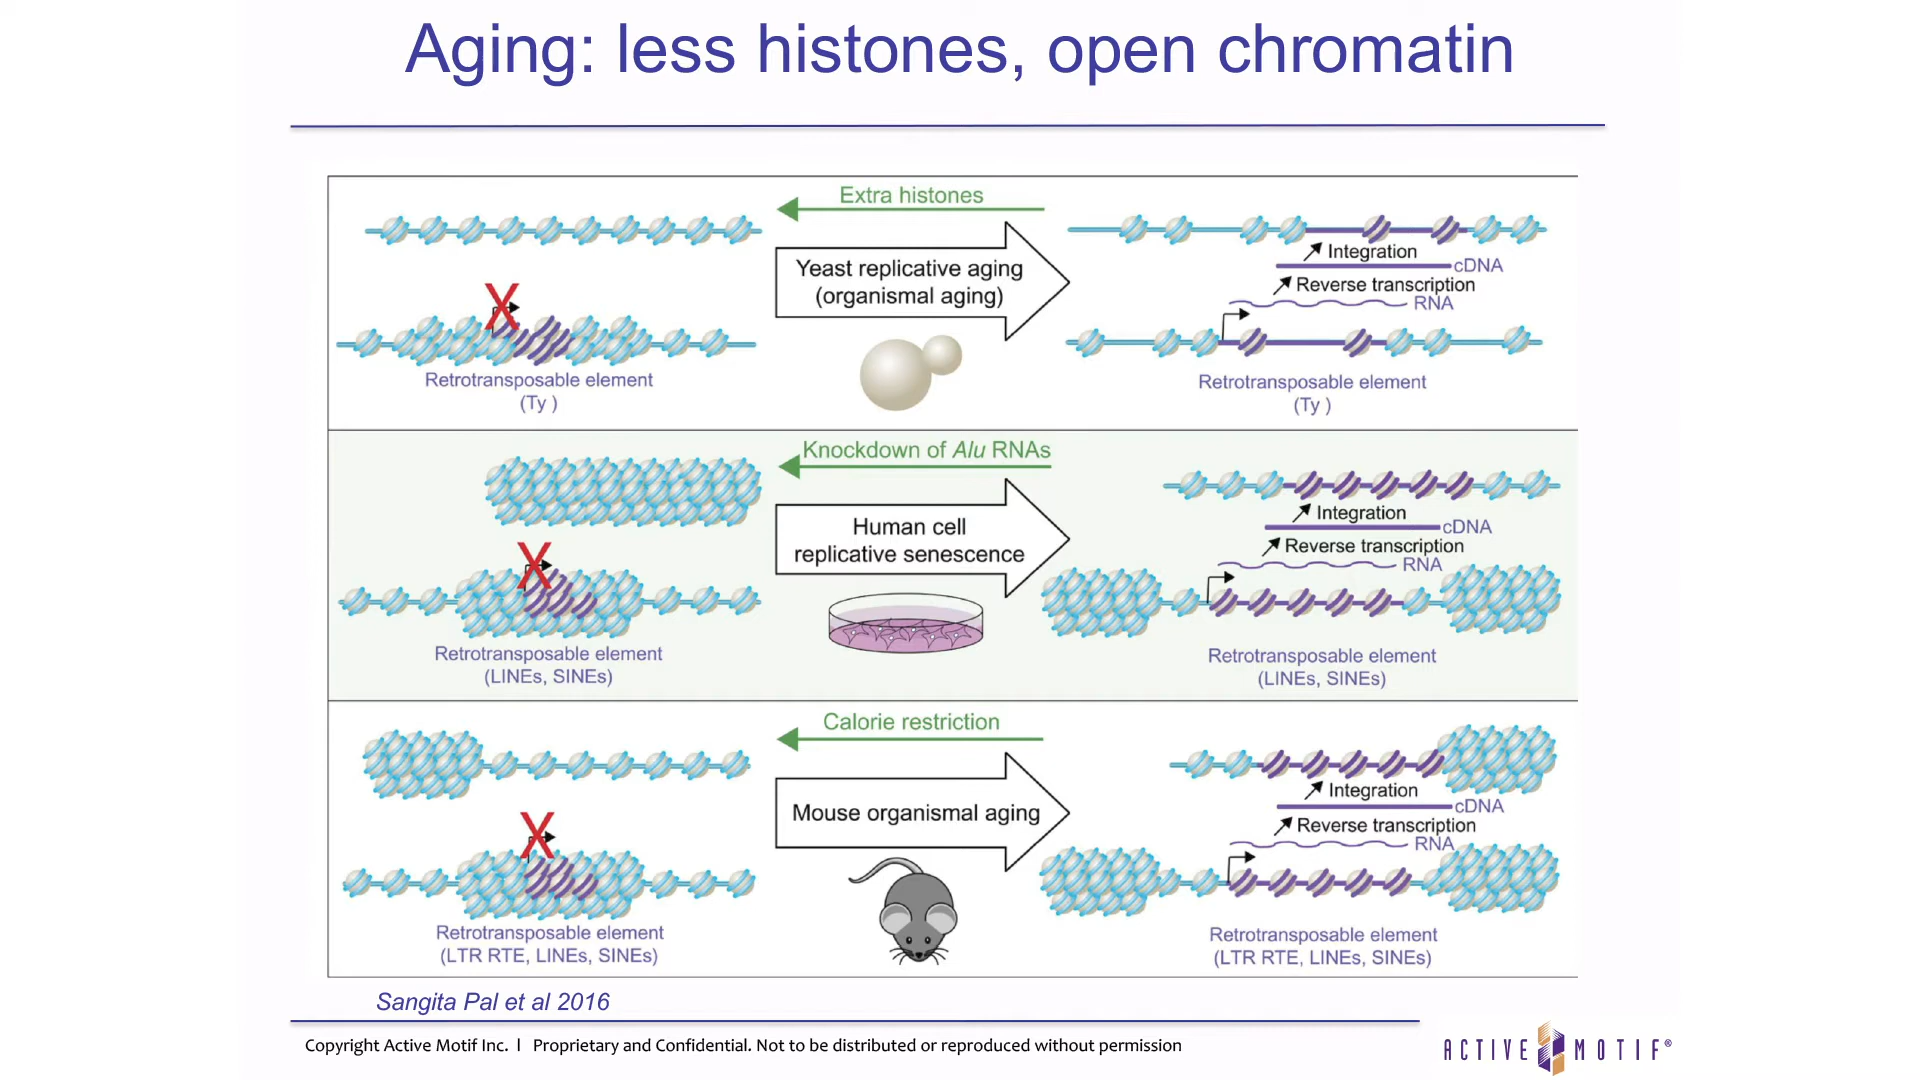 Aging: less histones, open chromatin
Extra histones
Yeast replicative aging
(organismal aging)
X
Retrotransposable element
(Ty )
Integration
cDNA
Reverse transcription
RNA
Retrotransposable element
(Ty )
Knockdown of Alu RNAs
Human cell
replicative senescence
X
Retrotransposable element
(LINEs, SINEs)
Integration
cDNA
Reverse transcription
RNA
Retrotransposable element
(LINEs, SINEs)
Calorie restriction
Mouse organismal aging
X
Retrotransposable element
(LTR RTE, LINEs, SINEs)
Integration
cDNA
Reverse transcription
RNA
Retrotransposable element
(LTR RTE, LINEs, SINEs)
Sangita Pal et al 2016
Copyright Active Motif Inc. | Proprietary and Confidential. Not to be distributed or reproduced without permission
ACTIVE MOTIF®